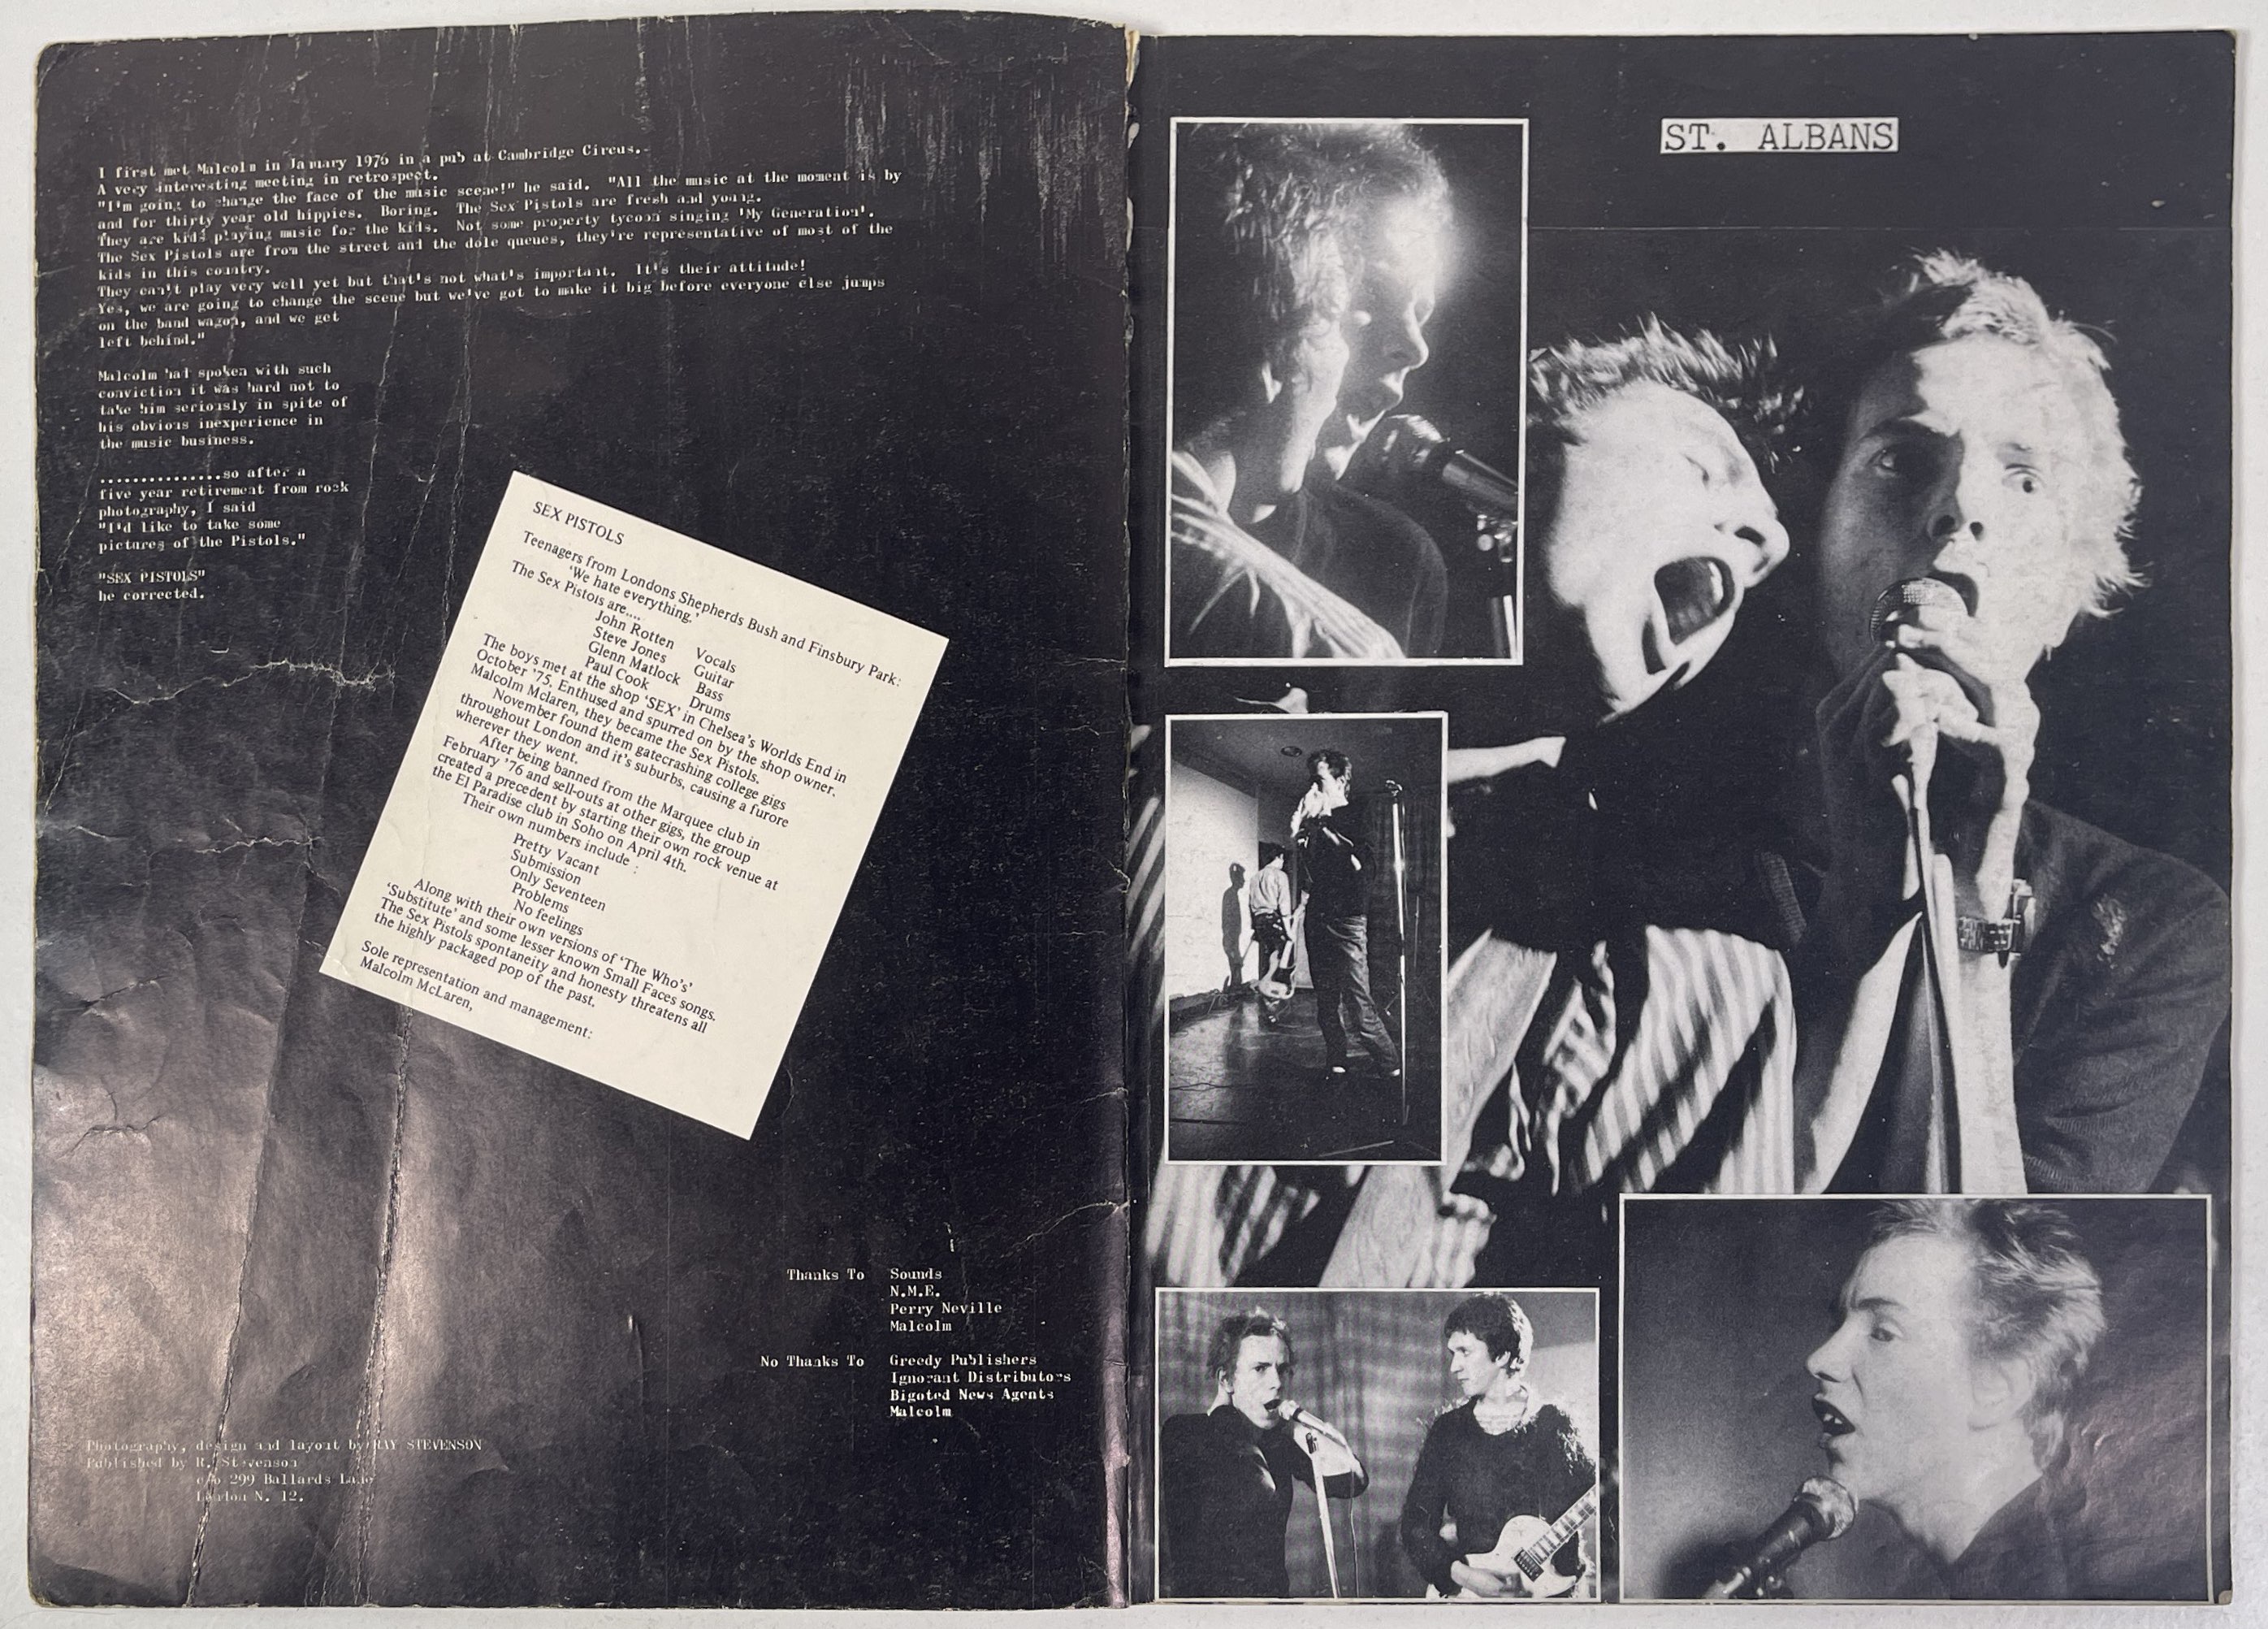 I first met Malcolm in January 1976 in a pub at Cambridge Circus.
A very interesting meeting in retrospect.
"I'm going to change the face of the music scene!" he said. "All the music at the moment is by
and for thirty year old hippies. Boring. The Sex Pistols are fresh and young.
They are kids playing music for the kids. Not some property tycoon singing 'My Generation'.
The Sex Pistols are from the street and the dole queues, they're representative of most of the
kids in this country.
They can't play very well yet but that's not what's important. It's their attitude!
Yes, we are going to change the scene but we've got to make it big before everyone else jumps
on the band wagon, and we get
left behind."
Malcolm had spoken with such
conviction it was hard not to
take him seriously in spite of
his obvious inexperience in
the music business.
...............so after a
five year retirement from rock
photography, I said
"I'd like to take some
pictures of the Pistols."
"SEX PISTOLS"
he corrected.
SEX PISTOLS
Teenagers from Londons Shepherds Bush and Finsbury Park:
'We hate everything.'
The Sex Pistols are....
John Rotten Vocals
Steve Jones Guitar
Glenn Matlock Bass
Paul Cook Drums
The boys met at the shop 'SEX' in Chelsea's Worlds End in
October '75. Enthused and spurred on by the shop owner,
Malcolm Mclaren, they became the Sex Pistols.
November found them gatecrashing college gigs
throughout London and it's suburbs, causing a furore
wherever they went.
After being banned from the Marquee club in
February '76 and sell-outs at other gigs, the group
created a precedent by starting their own rock venue at
the El Paradise club in Soho on April 4th.
Their own numbers include :
Pretty Vacant
Submission
Only Seventeen
Problems
No feelings
Along with their own versions of 'The Who's'
'Substitute' and some lesser known Small Faces songs.
The Sex Pistols spontaneity and honesty threatens all
the highly packaged pop of the past.
Sole representation and management:
Malcolm McLaren,
Thanks To Sounds
N.M.E.
Perry Neville
Malcolm
No Thanks To Greedy Publishers
Ignorant Distributors
Bigoted News Agents
Malcolm
Photography, design and layout by RAY STEVENSON
Published by R. Stevenson
c/o 299 Ballards Lane
London N. 12.
ST. ALBANS